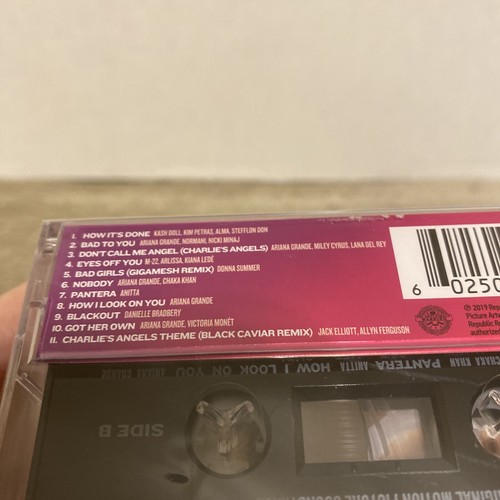 1. HOW IT'S DONE KASH DOLL, KIM PETRAS, ALMA, STEFFLON DON
2. BAD TO YOU ARIANA GRANDE, NORMANI, NICKI MINAJ
3. DON'T CALL ME ANGEL (CHARLIE'S ANGELS) ARIANA GRANDE, MILEY CYRUS, LANA DEL REY
4. EYES OFF YOU M-22, ARLISSA, KIANA LEDÉ
5. BAD GIRLS (GIGAMESH REMIX) DONNA SUMMER
6. NOBODY ARIANA GRANDE, CHAKA KHAN
7. PANTERA ANITTA
8. HOW I LOOK ON YOU ARIANA GRANDE
9. BLACKOUT DANIELLE BRADBERY
10. GOT HER OWN ARIANA GRANDE, VICTORIA MONÉT
11. CHARLIE'S ANGELS THEME (BLACK CAVIAR REMIX) JACK ELLIOTT, ALLYN FERGUSON
6 0250
℗ 2019 Rep
Picture Art
Republic R
authorized
CHAKA KHAN PANTERA ANITTA HOW I LOOK ON YOU ARIANA GRANDE
SIDE B